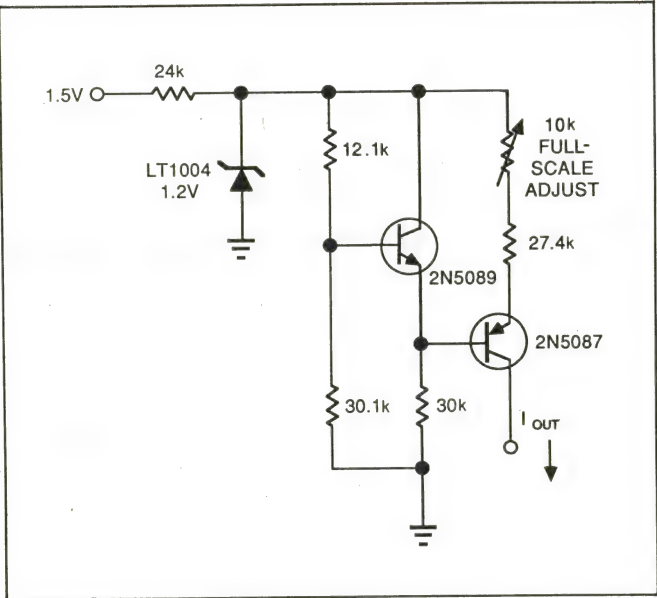 24k
1.5V
LT1004
1.2V
12.1k
10k
FULL-
SCALE
ADJUST
27.4k
2N5089
2N5087
30.1k
30k
I OUT